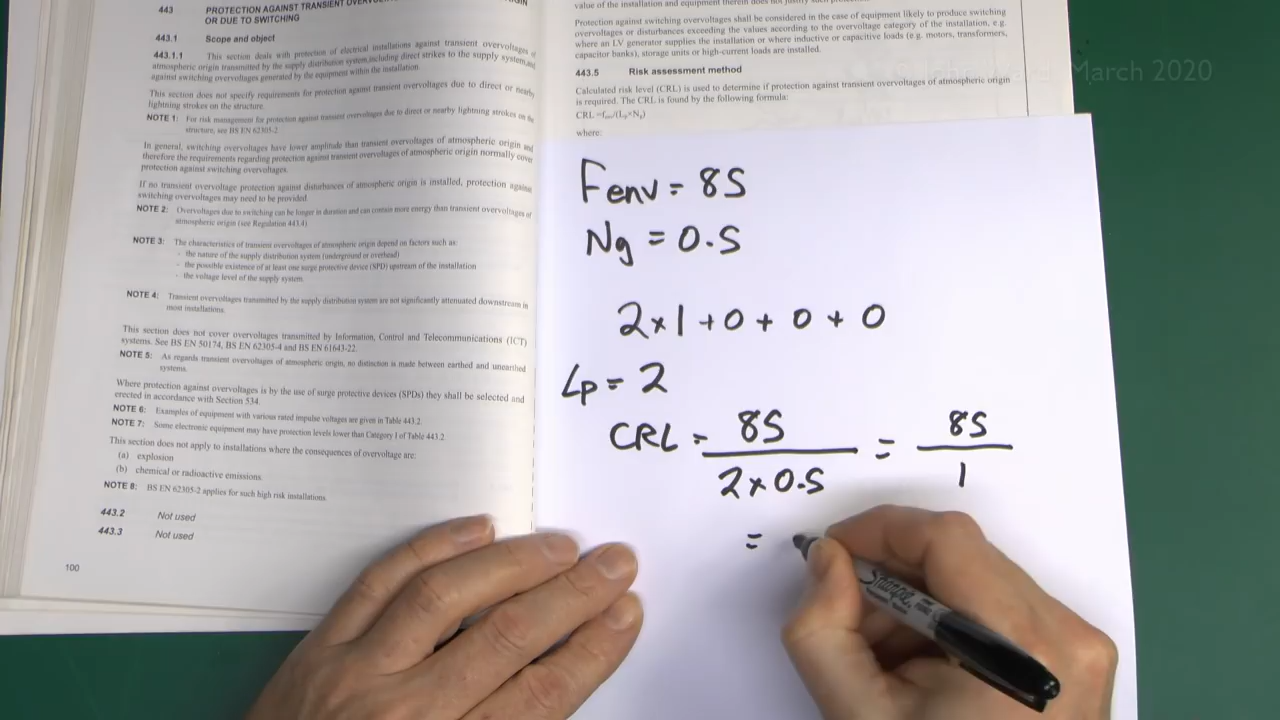 443 PROTECTION AGAINST TRANSIENT
OR DUE TO SWITCHING
443.1 Scope and object
443.1.1 This section deals with protection of electrical installations against transient overvoltages of
atmospheric origin transmitted by the supply distribution system, including direct strikes to the supply system, and
against switching overvoltages generated by the equipment within the installation.
This section does not specify requirements for protection against transient overvoltages due to direct or nearby
lightning strokes on the structure.
NOTE 1: For risk management for protection against transient overvoltages due to direct or nearby lightning strokes on the
structure, see BS EN 62305-2.
In general, switching overvoltages have lower amplitude than transient overvoltages of atmospheric origin and
therefore the requirements regarding protection against transient overvoltages of atmospheric origin normally cover
protection against switching overvoltages.
If no transient overvoltage protection against disturbances of atmospheric origin is installed, protection against
switching overvoltages may need to be provided.
NOTE 2: Overvoltages due to switching can be longer in duration and can contain more energy than transient overvoltages of
atmospheric origin (see Regulation 443.4)
NOTE 3: The characteristics of transient overvoltages of atmospheric origin depend on factors such as:
- the nature of the supply distribution system (underground or overhead)
- the possible existence of at least one surge protective device (SPD) upstream of the installation
- the voltage level of the supply system.
NOTE 4: Transient overvoltages transmitted by the supply distribution system are not significantly attenuated downstream in
most installations.
This section does not cover overvoltages transmitted by Information, Control and Telecommunications (ICT)
systems. See BS EN 50174, BS EN 62305-4 and BS EN 61643-22.
NOTE 5: As regards transient overvoltages of atmospheric origin, no distinction is made between earthed and unearthed
systems.
Where protection against overvoltages is by the use of surge protective devices (SPDs) they shall be selected and
erected in accordance with Section 534.
NOTE 6: Examples of equipment with various rated impulse voltages are given in Table 443.2.
NOTE 7: Some electronic equipment may have protection levels lower than Category I of Table 443.2.
This section does not apply to installations where the consequences of overvoltage are:
(a) explosion
(b) chemical or radioactive emissions.
NOTE 8: BS EN 62305-2 applies for such high risk installations.
443.2 Not used
443.3 Not used
100
value of the installation and equipment therein does not justify such
Protection against switching overvoltages shall be considered in the case of equipment likely to produce switching
overvoltages or disturbances exceeding the values according to the overvoltage category of the installation, e.g.
where an LV generator supplies the installation or where inductive or capacitive loads (e.g. motors, transformers,
capacitor banks), storage units or high-current loads are installed.
443.5 Risk assessment method
Calculated risk level (CRL) is used to determine if protection against transient overvoltages of atmospheric origin
is required. The CRL is found by the following formula:
CRL = fenv/(LP×Ng)
where:
March 2020
Fenv = 85
Ng = 0.5
2×1 + 0 + 0 + 0
Lp = 2
CRL = 85 / 2×0.5 = 85 / 1
=
Sharpie